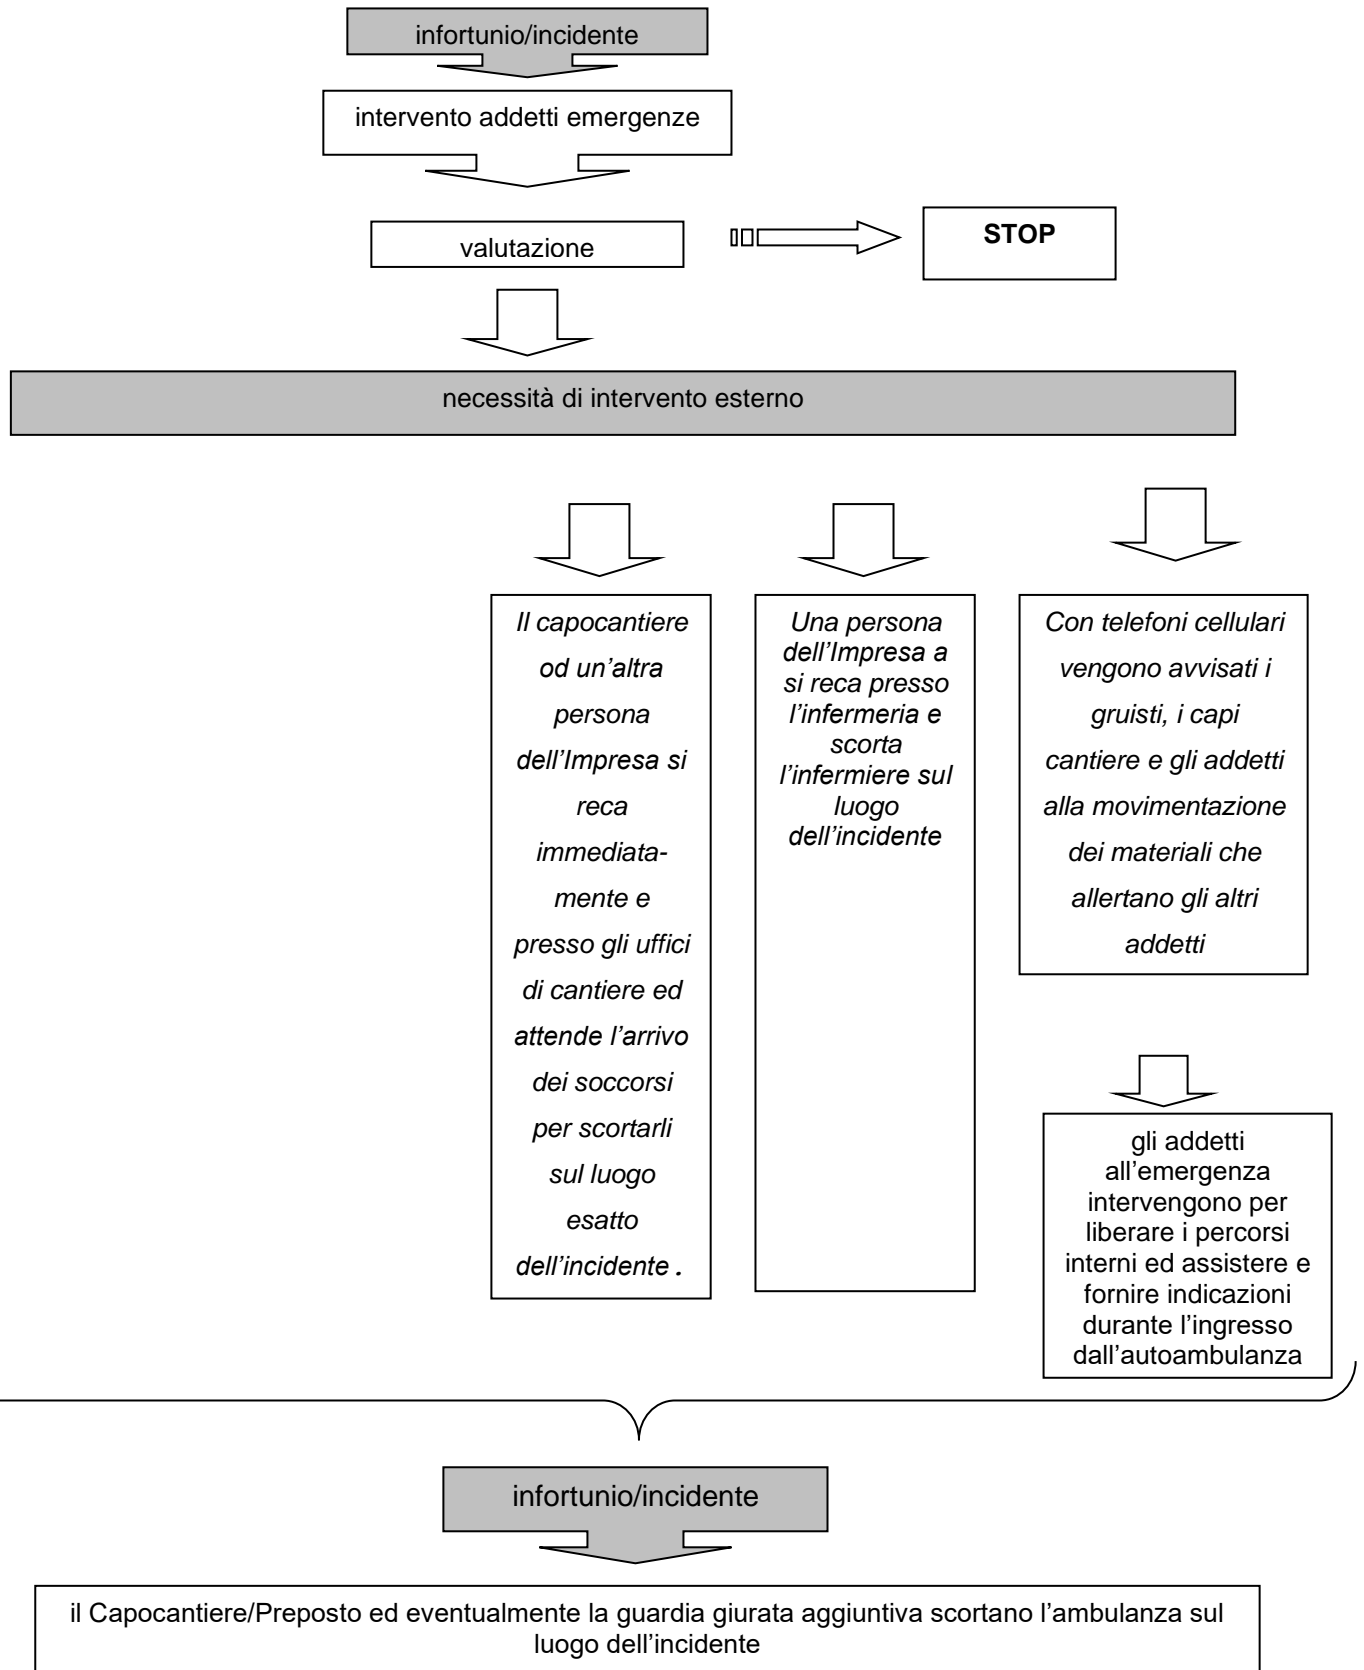 infortunio/incidente
intervento addetti emergenze
valutazione
STOP
necessità di intervento esterno
Il capocantiere
od un’altra
persona
dell’Impresa si
reca
immediata-
mente e
presso gli uffici
di cantiere ed
attende l’arrivo
dei soccorsi
per scortarli
sul luogo
esatto
dell’incidente .
Una persona
dell’Impresa a
si reca presso
l’infermeria e
scorta
l’infermiere sul
luogo
dell’incidente
Con telefoni cellulari
vengono avvisati i
gruisti, i capi
cantiere e gli addetti
alla movimentazione
dei materiali che
allertano gli altri
addetti
gli addetti
all’emergenza
intervengono per
liberare i percorsi
interni ed assistere e
fornire indicazioni
durante l’ingresso
dall’autoambulanza
infortunio/incidente
il Capocantiere/Preposto ed eventualmente la guardia giurata aggiuntiva scortano l’ambulanza sul
luogo dell’incidente